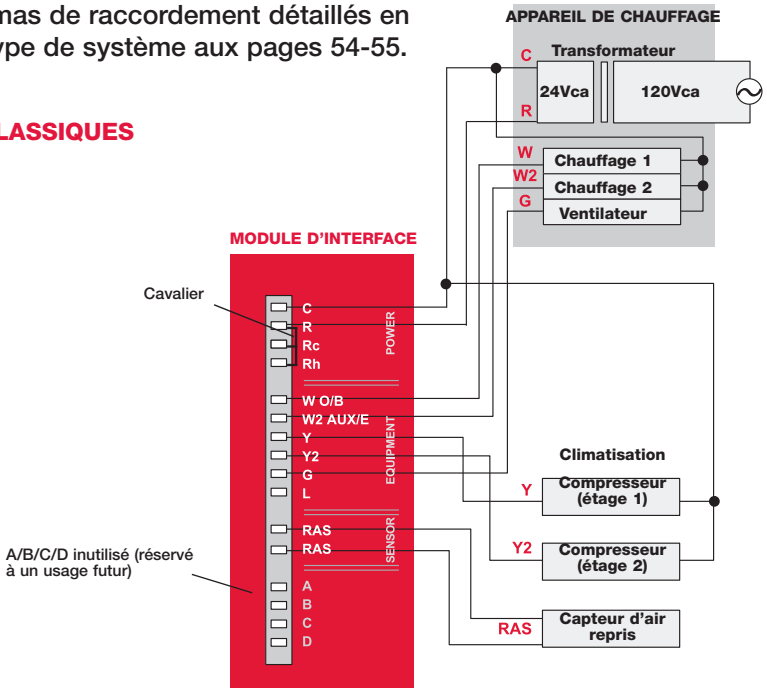 mas de raccordement détaillés en
ype de système aux pages 54-55.
LASSIQUES
APPAREIL DE CHAUFFAGE
Transformateur
C
24Vca
120Vca
R
W
Chauffage 1
W2
Chauffage 2
G
Ventilateur
MODULE D'INTERFACE
Cavalier
C
R
Rc
Rh
POWER
W O/B
W2 AUX/E
Y
Y2
G
L
EQUIPMENT
RAS
RAS
SENSOR
A
B
C
D
A/B/C/D inutilisé (réservé
à un usage futur)
Climatisation
Y
Compresseur
(étage 1)
Y2
Compresseur
(étage 2)
RAS
Capteur d'air
repris